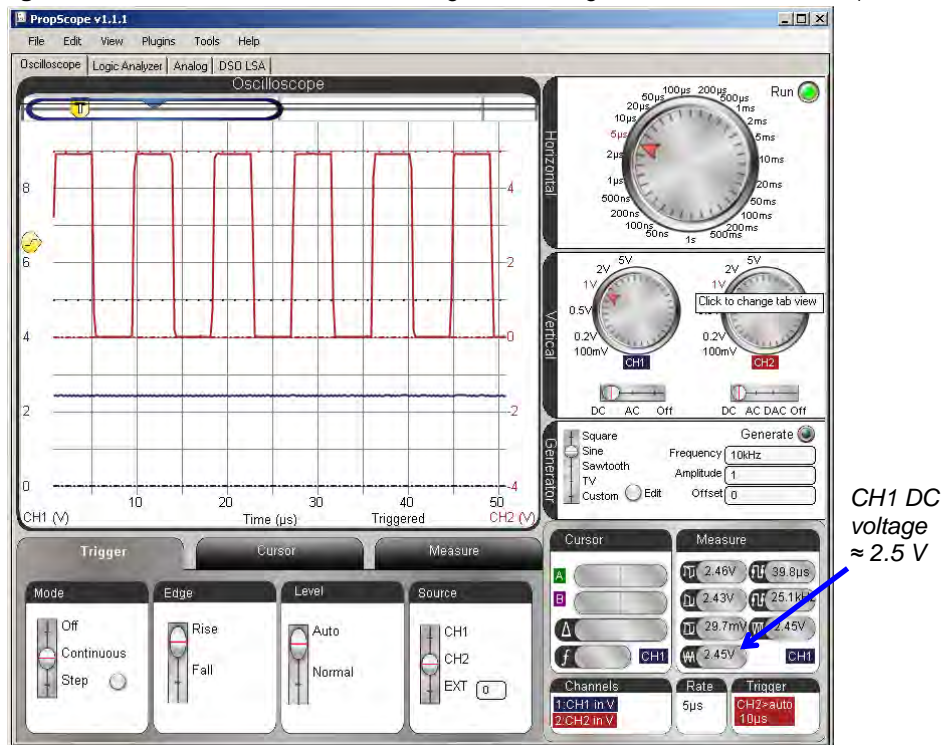 PropScope v1.1.1
File Edit View Plugins Tools Help
Oscilloscope Logic Analyzer Analog DSO LSA
Oscilloscope
T
8
6
4
2
0
4
2
0
-2
-4
10 20 30 40 50
CH1 (V) Time (µs) Triggered CH2 (V)
Horizontal
Run
50ns
100ns
200ns
500ns
1µs
2µs
5µs
10µs
20µs
50µs
100µs
200µs
500µs
1ms
2ms
5ms
10ms
20ms
50ms
100ms
200ms
500ms
1s
Vertical
5V
2V
1V
0.5V
0.2V
100mV
CH1
DC AC Off
5V
2V
Click to change tab view
0.2V
100mV
CH2
DC AC DAC Off
Generator
Square
Sine
Sawtooth
TV
Custom Edit
Generate
Frequency 10kHz
Amplitude 1
Offset 0
Trigger Cursor Measure
Mode
Off
Continuous
Step
Edge
Rise
Fall
Level
Auto
Normal
Source
CH1
CH2
EXT 0
Cursor
A
B
Δ
f CH1
Measure
2.46V 39.8µs
2.43V 25.1kHz
29.7mV 2.45V
2.45V CH1
Channels
1:CH1 in V
2:CH2 in V
Rate
5µs
Trigger
CH2>auto
10µs
CH1 DC
voltage
≈ 2.5 V